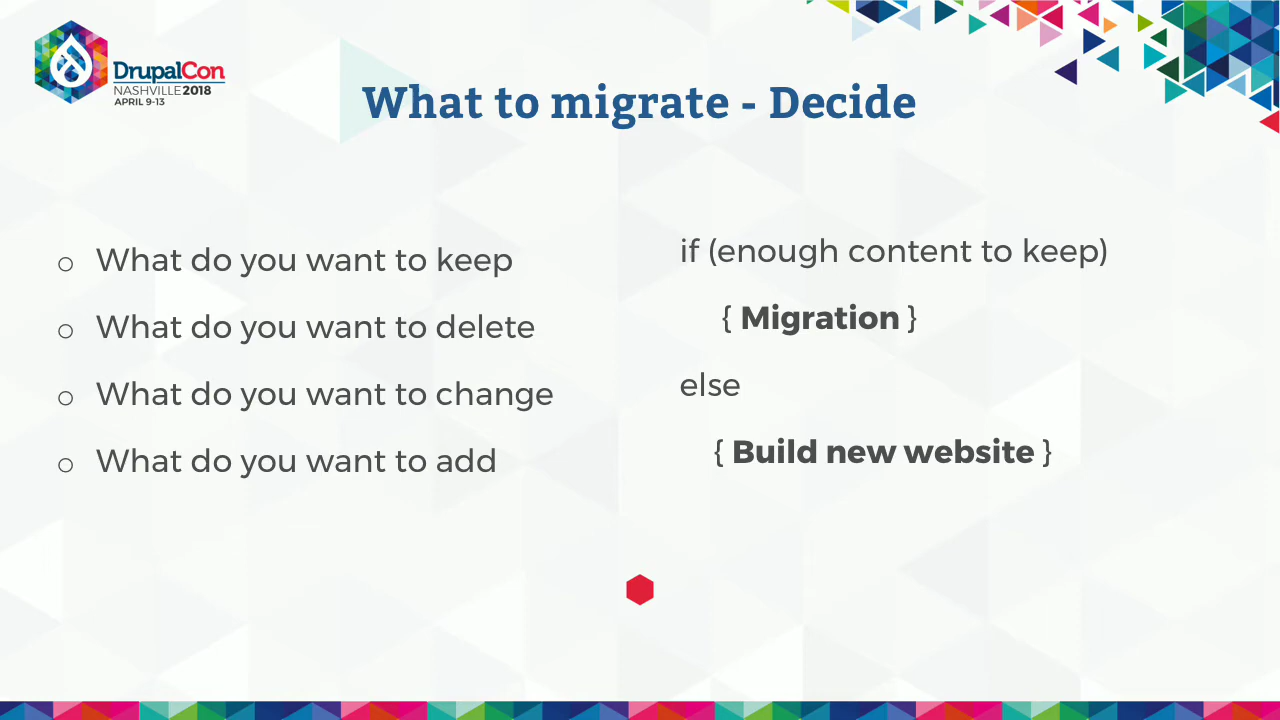 DrupalCon
NASHVILLE 2018
APRIL 9-13
What to migrate - Decide
o What do you want to keep
o What do you want to delete
o What do you want to change
o What do you want to add
if (enough content to keep)
{ Migration }
else
{ Build new website }